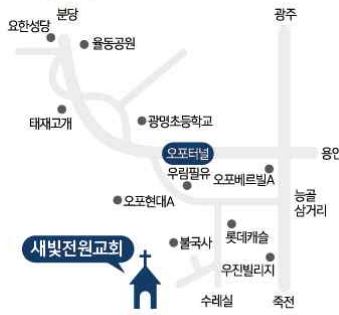 분당
광주
요한성당
율동공원
태재고개
광명초등학교
오포터널
용인
우림필유
오포베르빌A
오포현대A
능골
삼거리
롯데캐슬
불국사
새빛전원교회
우진빌리지
수레실
죽전